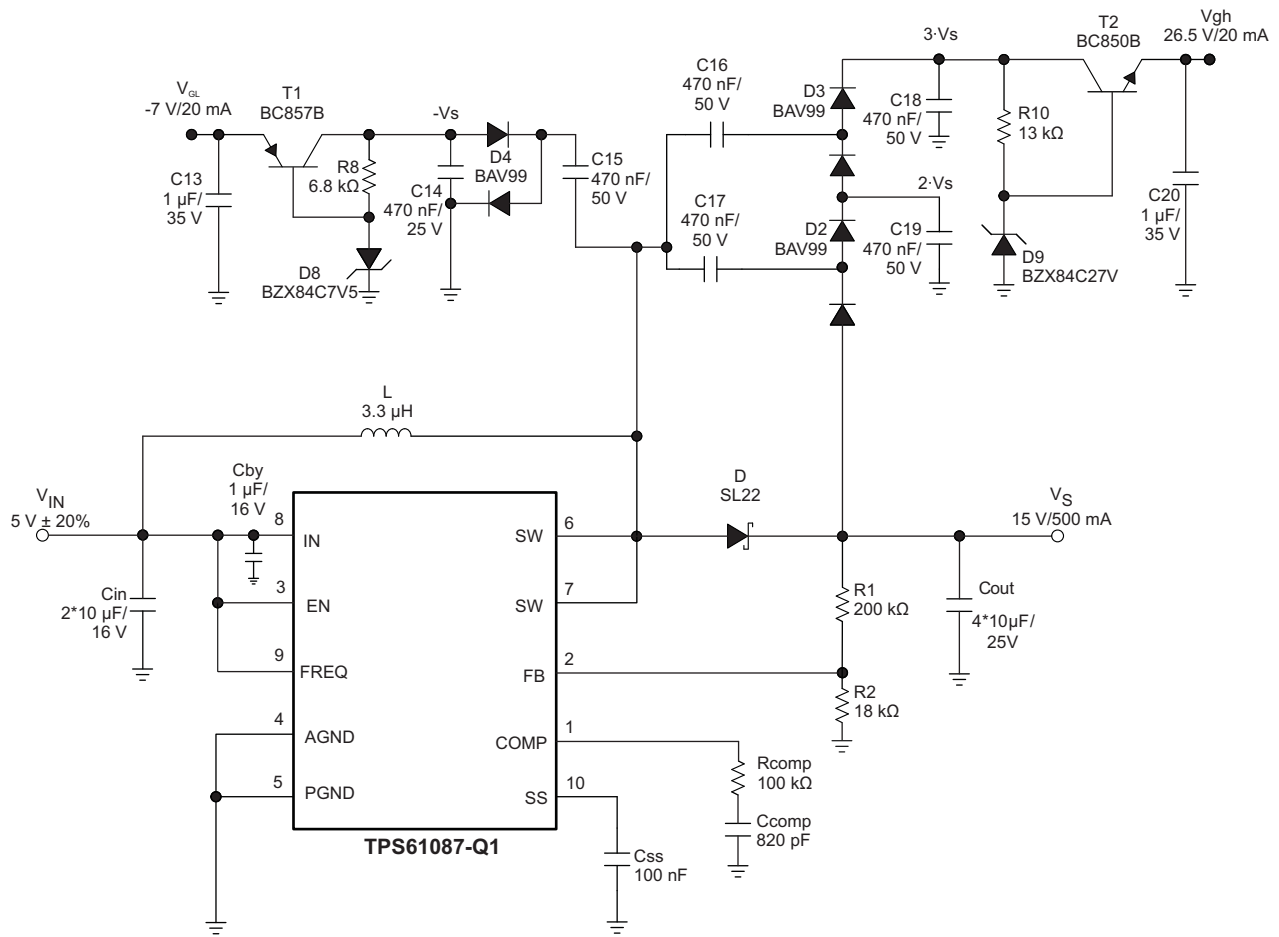 T2
BC850B
Vgh
26.5 V/20 mA
3·Vs
C16
470 nF/
50 V
D3
BAV99
C18
470 nF/
50 V
R10
13 kΩ
VGL
-7 V/20 mA
T1
BC857B
-Vs
D4
BAV99
C15
470 nF/
50 V
C13
1 µF/
35 V
R8
6.8 kΩ
C14
470 nF/
25 V
C17
470 nF/
50 V
2·Vs
D2
BAV99
C19
470 nF/
50 V
C20
1 µF/
35 V
D9
BZX84C27V
D8
BZX84C7V5
L
3.3 µH
Cby
1 µF/
16 V
D
SL22
VIN
5 V ± 20%
VS
15 V/500 mA
8
IN
SW
6
3
EN
SW
7
9
FREQ
FB
2
4
AGND
COMP
1
5
PGND
SS
10
TPS61087-Q1
Cin
2*10 µF/
16 V
R1
200 kΩ
R2
18 kΩ
Cout
4*10µF/
25V
Rcomp
100 kΩ
Ccomp
820 pF
Css
100 nF